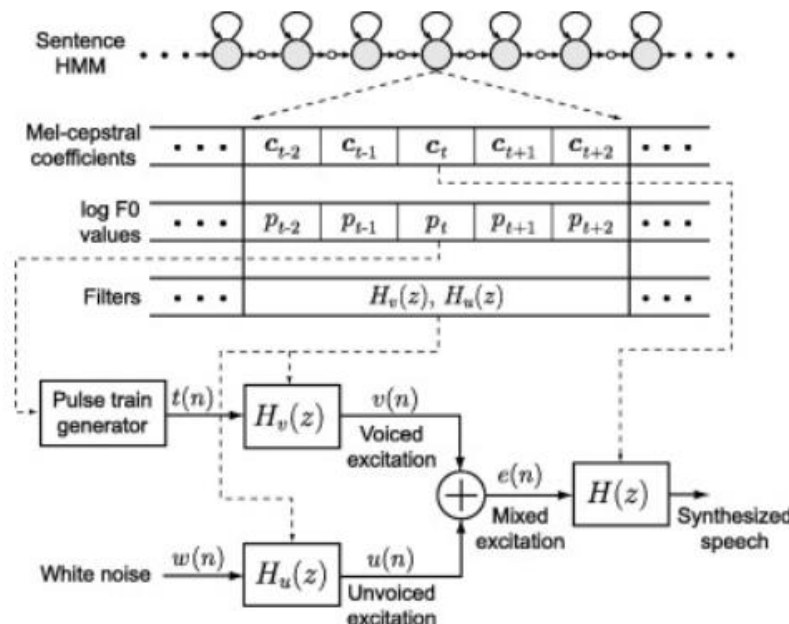 Sentence
HMM
Mel-cepstral
coefficients
c_{t-2} c_{t-1} c_t c_{t+1} c_{t+2}
log F0
values
p_{t-2} p_{t-1} p_t p_{t+1} p_{t+2}
Filters
H_v(z), H_u(z)
Pulse train
generator
t(n)
H_v(z)
v(n)
Voiced
excitation
e(n)
Mixed
excitation
H(z)
Synthesized
speech
White noise
w(n)
H_u(z)
u(n)
Unvoiced
excitation